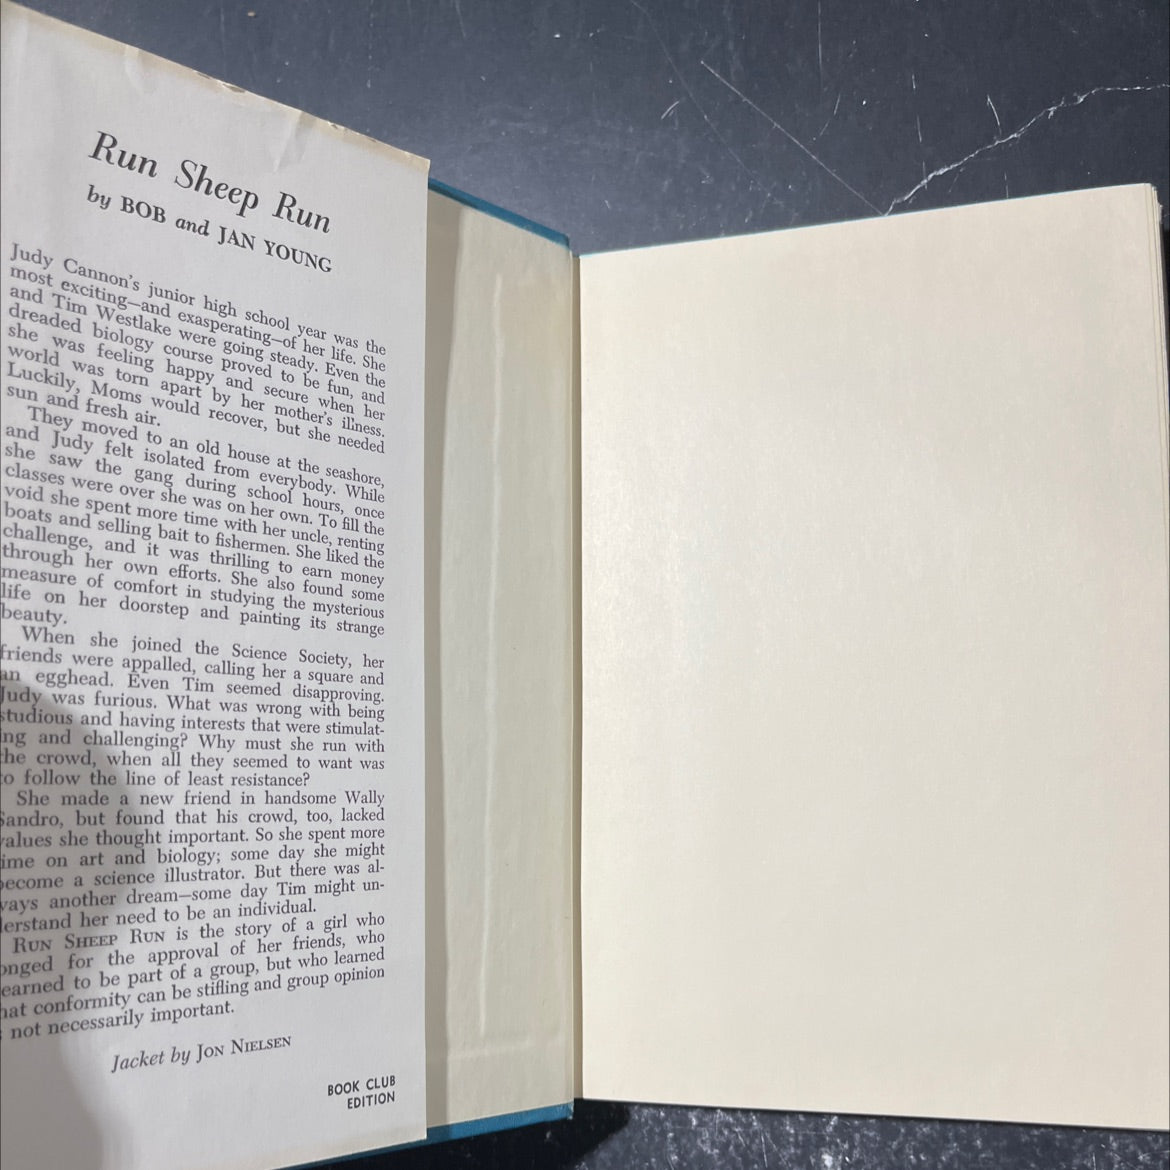 Run Sheep Run
by BOB and JAN YOUNG
Judy Cannon's junior high school year was the
most exciting—and exasperating—of her life. She
and Tim Westlake were going steady. Even the
dreaded biology course proved to be fun, and
she was feeling happy and secure when her
world was torn apart by her mother's illness.
Luckily, Moms would recover, but she needed
sun and fresh air.
They moved to an old house at the seashore,
and Judy felt isolated from everybody. While
she saw the gang during school hours, once
classes were over she was on her own. To fill the
void she spent more time with her uncle, renting
boats and selling bait to fishermen. She liked the
challenge, and it was thrilling to earn money
through her own efforts. She also found some
measure of comfort in studying the mysterious
life on her doorstep and painting its strange
beauty.
When she joined the Science Society, her
friends were appalled, calling her a square and
an egghead. Even Tim seemed disapproving.
Judy was furious. What was wrong with being
studious and having interests that were stimulat-
ing and challenging? Why must she run with
the crowd, when all they seemed to want was
to follow the line of least resistance?
She made a new friend in handsome Wally
Sandro, but found that his crowd, too, lacked
values she thought important. So she spent more
ime on art and biology; some day she might
become a science illustrator. But there was al-
ways another dream—some day Tim might un-
lerstand her need to be an individual.
RUN SHEEP RUN is the story of a girl who
onged for the approval of her friends, who
earned to be part of a group, but who learned
hat conformity can be stifling and group opinion
not necessarily important.
Jacket by JON NIELSEN
BOOK CLUB
EDITION